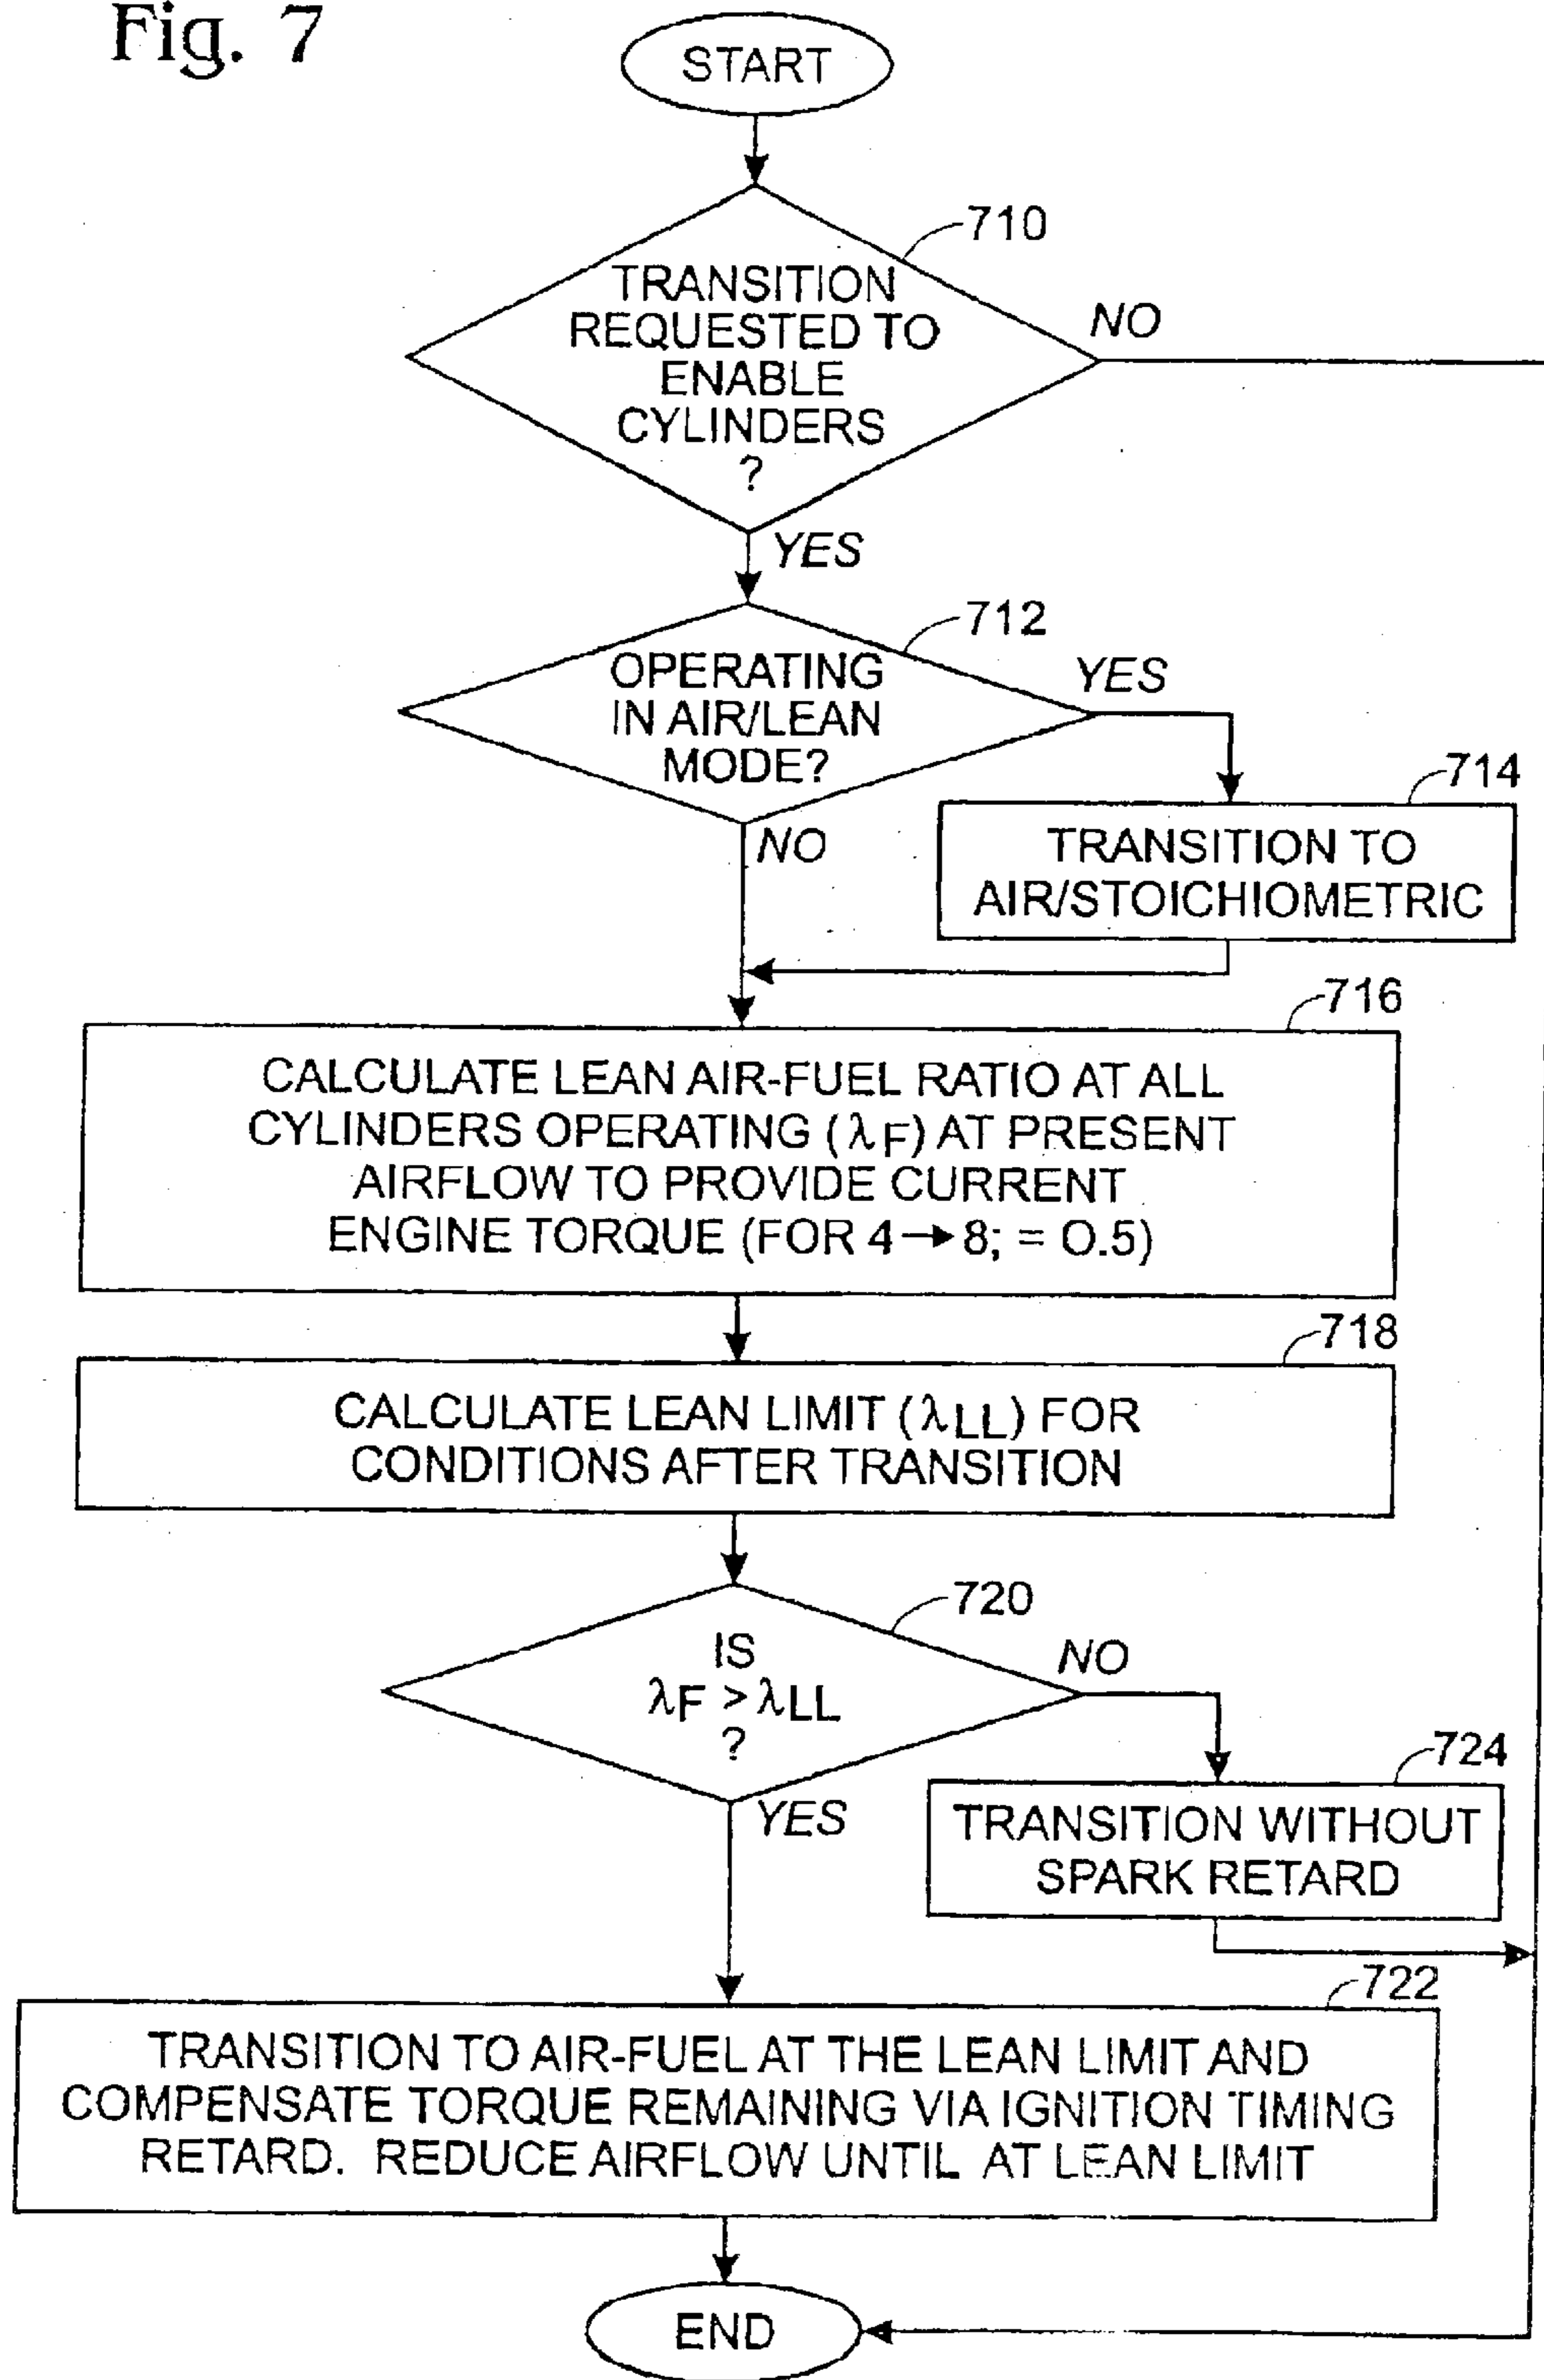 Fig. 7
START
710
TRANSITION
REQUESTED TO
ENABLE
CYLINDERS
?
NO
YES
712
OPERATING
IN AIR/LEAN
MODE?
YES
NO
714
TRANSITION TO
AIR/STOICHIOMETRIC
716
CALCULATE LEAN AIR-FUEL RATIO AT ALL
CYLINDERS OPERATING (λF) AT PRESENT
AIRFLOW TO PROVIDE CURRENT
ENGINE TORQUE (FOR 4→8; = 0.5)
718
CALCULATE LEAN LIMIT (λLL) FOR
CONDITIONS AFTER TRANSITION
720
IS
λF > λLL
?
NO
YES
724
TRANSITION WITHOUT
SPARK RETARD
722
TRANSITION TO AIR-FUEL AT THE LEAN LIMIT AND
COMPENSATE TORQUE REMAINING VIA IGNITION TIMING
RETARD. REDUCE AIRFLOW UNTIL AT LEAN LIMIT
END